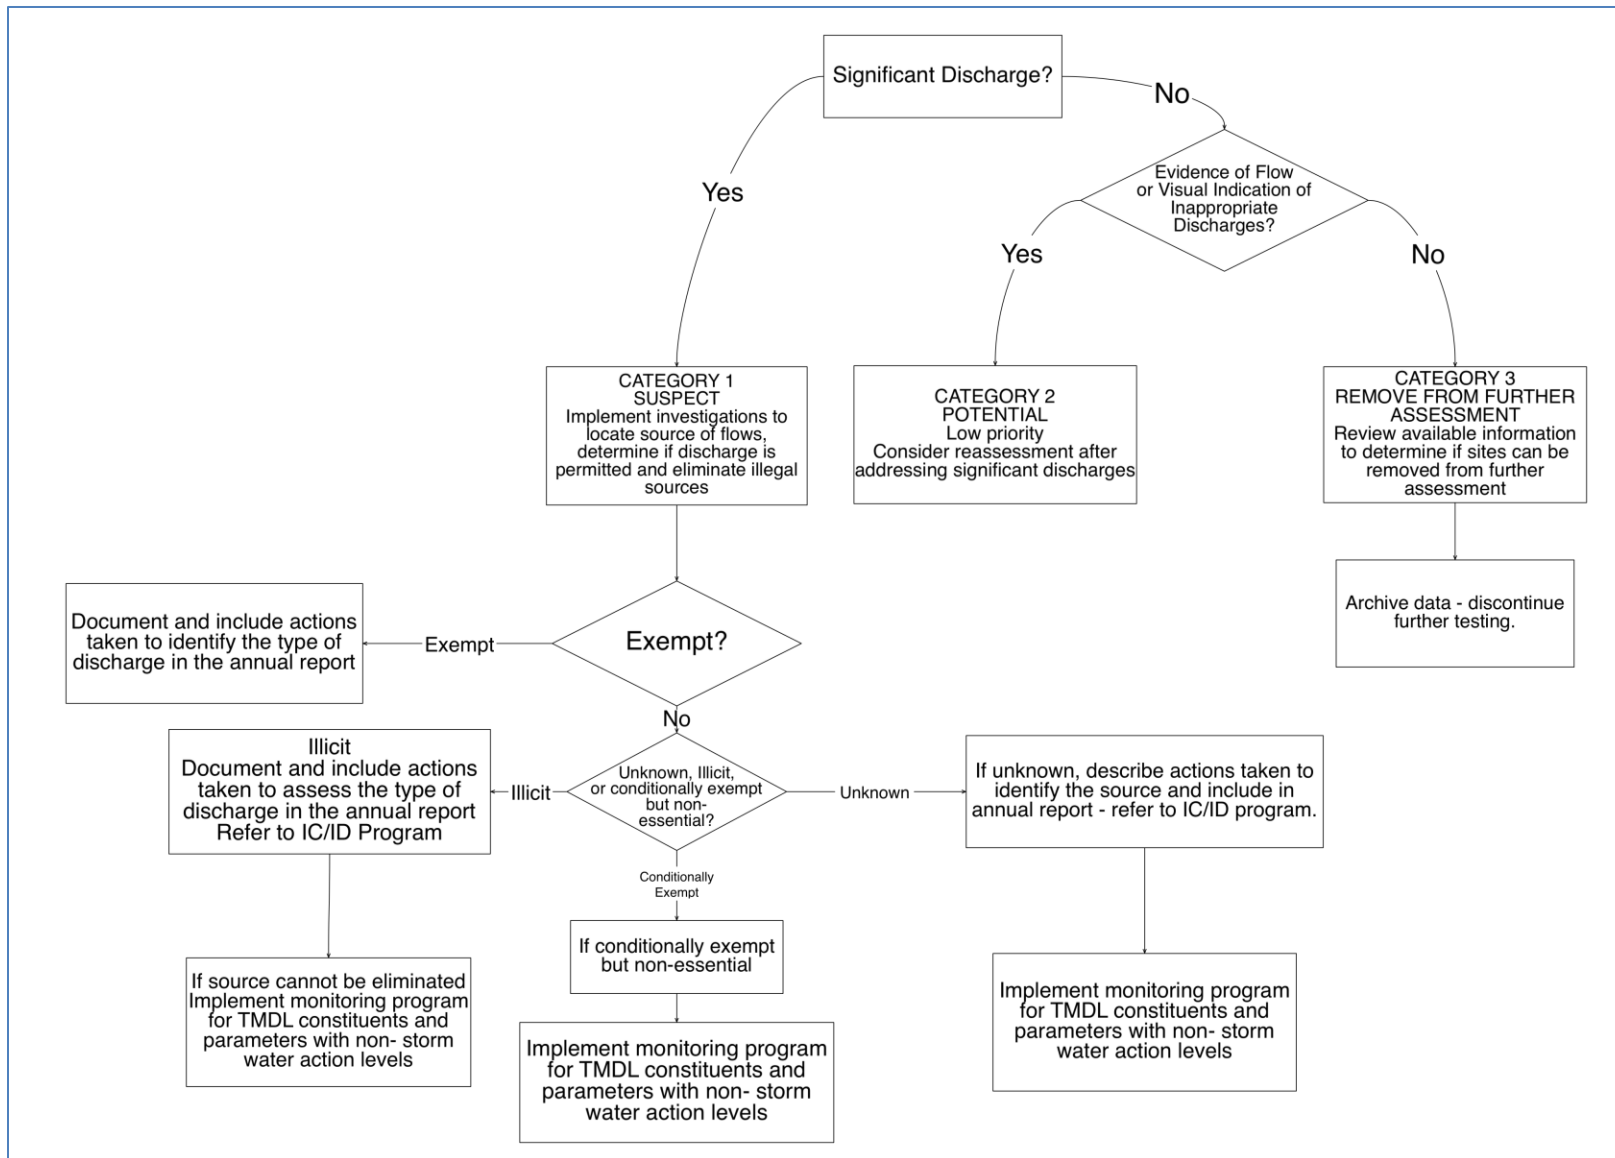 Significant Discharge?
No
Yes
Evidence of Flow
or Visual Indication of
Inappropriate
Discharges?
Yes
No
CATEGORY 1
SUSPECT
Implement investigations to
locate source of flows,
determine if discharge is
permitted and eliminate illegal
sources
CATEGORY 2
POTENTIAL
Low priority
Consider reassessment after
addressing significant discharges
CATEGORY 3
REMOVE FROM FURTHER
ASSESSMENT
Review available information
to determine if sites can be
removed from further
assessment
Archive data - discontinue
further testing.
Exempt?
Exempt
Document and include actions
taken to identify the type of
discharge in the annual report
No
Unknown, Illicit,
or conditionally exempt
but non-
essential?
Illicit
Illicit
Document and include actions
taken to assess the type of
discharge in the annual report
Refer to IC/ID Program
Unknown
If unknown, describe actions taken to
identify the source and include in
annual report - refer to IC/ID program.
Conditionally
Exempt
If conditionally exempt
but non-essential
If source cannot be eliminated
Implement monitoring program
for TMDL constituents and
parameters with non- storm
water action levels
Implement monitoring program
for TMDL constituents and
parameters with non- storm
water action levels
Implement monitoring program
for TMDL constituents and
parameters with non- storm
water action levels